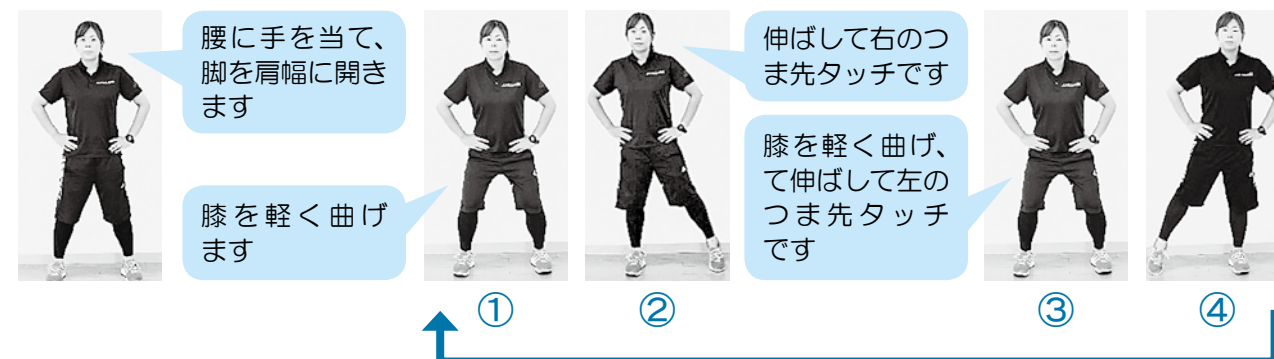 腰に手を当て、
脚を肩幅に開き
ます
膝を軽く曲げ
ます
伸ばして右のつ
ま先タッチです
膝を軽く曲げ、
て伸ばして左の
つま先タッチ
です
①
②
③
④